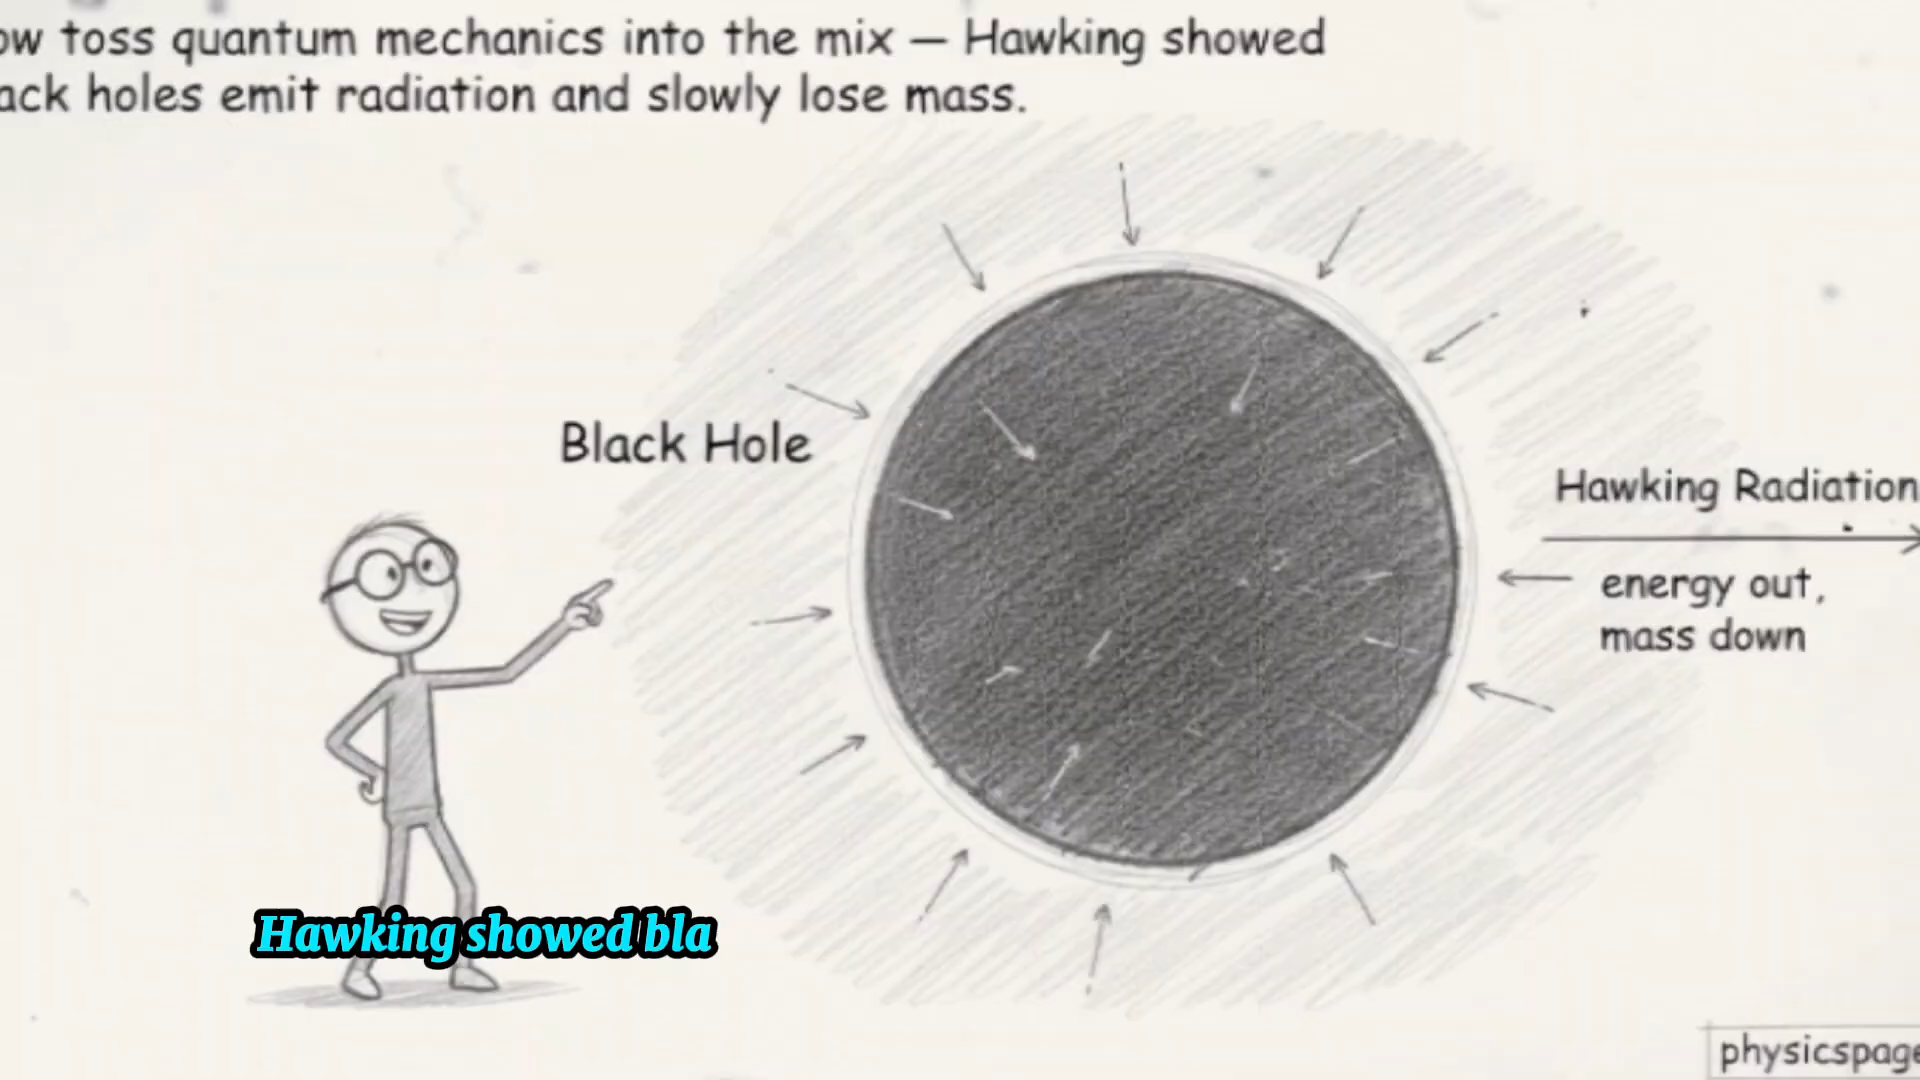 ow toss quantum mechanics into the mix — Hawking showed
ack holes emit radiation and slowly lose mass.
Black Hole
Hawking Radiation
energy out,
mass down
Hawking showed bla
physicspage